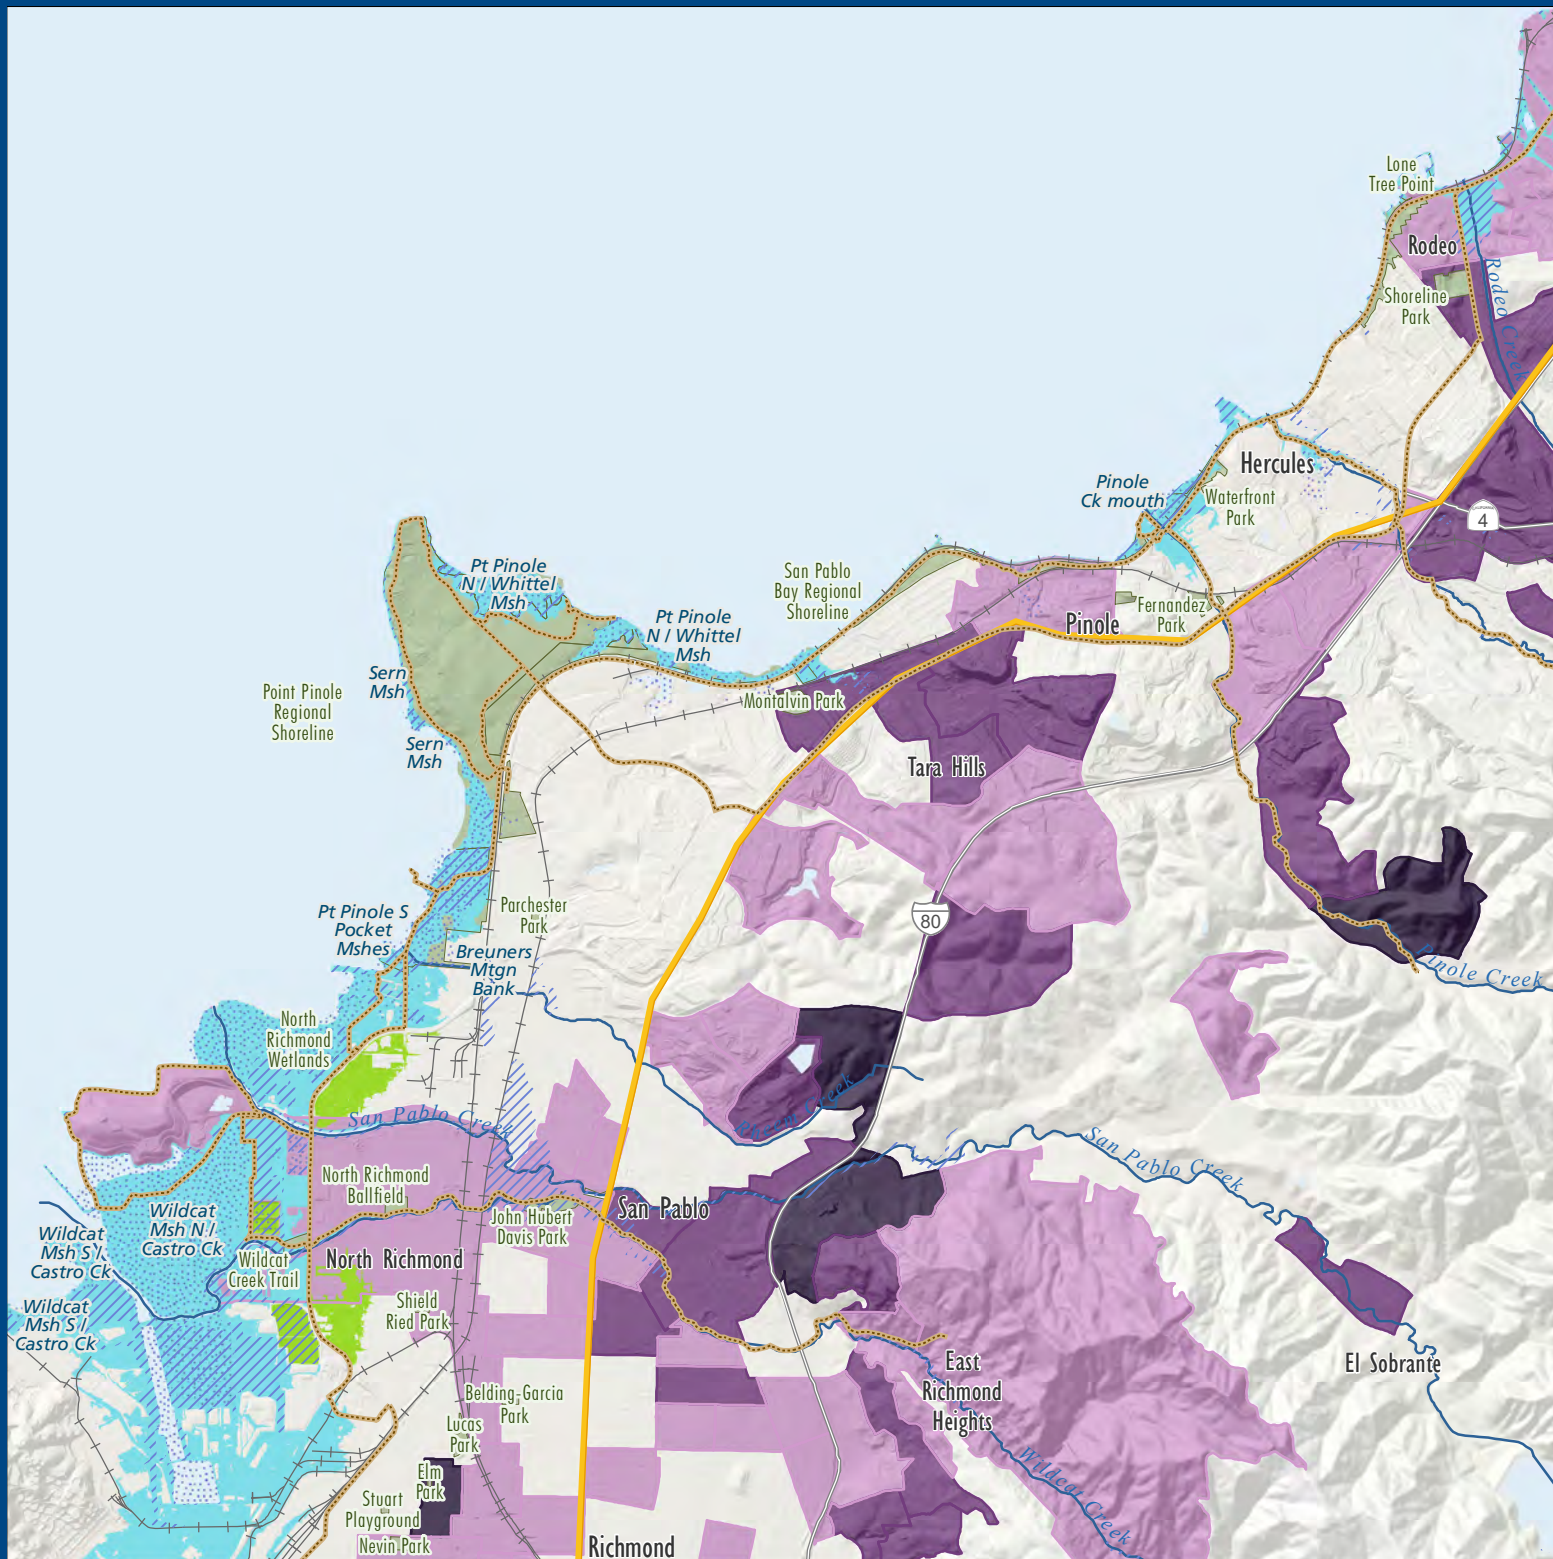 Lone
Tree Point
Rodeo
Rodeo Creek
Shoreline
Park
Hercules
Pinole
Ck mouth
Waterfront
Park
CALIFORNIA
4
Pt Pinole
N / Whittel
Msh
San Pablo
Bay Regional
Shoreline
Pt Pinole
N / Whittel
Msh
Pinole
Fernandez
Park
Sern
Msh
Point Pinole
Regional
Shoreline
Montalvin Park
Sern
Msh
Tara Hills
Parchester
Park
80
Pt Pinole S
Pocket
Mshes
Breuners
Mtgn
Bank
Pinole Creek
North
Richmond
Wetlands
San Pablo Creek
Rheem Creek
San Pablo Creek
North Richmond
Ballfield
San Pablo
John Hubert
Davis Park
Wildcat
Msh N /
Castro Ck
Wildcat
Msh S /
Castro Ck
Wildcat
Creek Trail
North Richmond
Shield
Ried Park
Wildcat
Msh S /
Castro Ck
East
Richmond
Heights
El Sobrante
Belding-Garcia
Park
Lucas
Park
Elm
Park
Stuart
Playground
Nevin Park
Wildcat Creek
Richmond